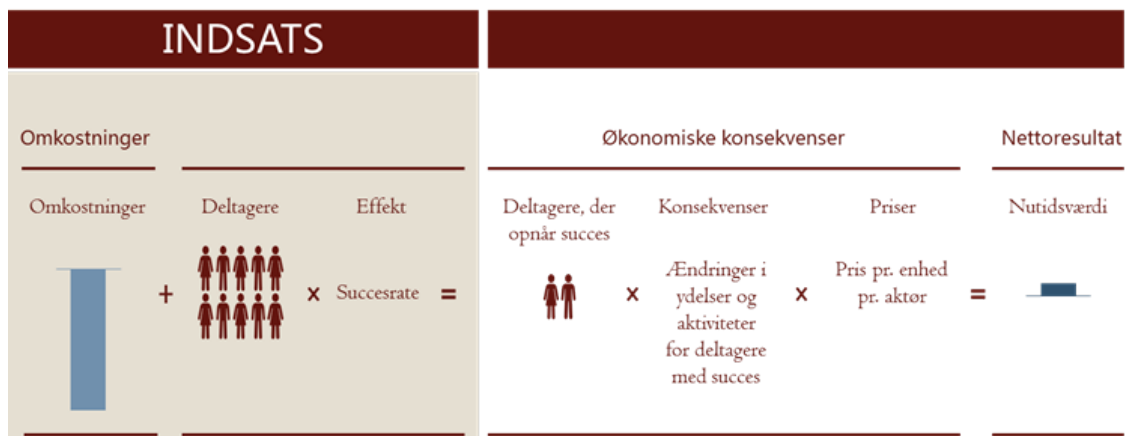 INDSATS
Omkostninger
Økonomiske konsekvenser
Nettoresultat
Omkostninger
Deltagere
Effekt
Deltagere, der
opnår succes
Konsekvenser
Priser
Nutidsværdi
+
x
Succesrate
=
x
Ændringer i
ydelser og
aktiviteter
for deltagere
med succes
x
Pris pr. enhed
pr. aktør
=